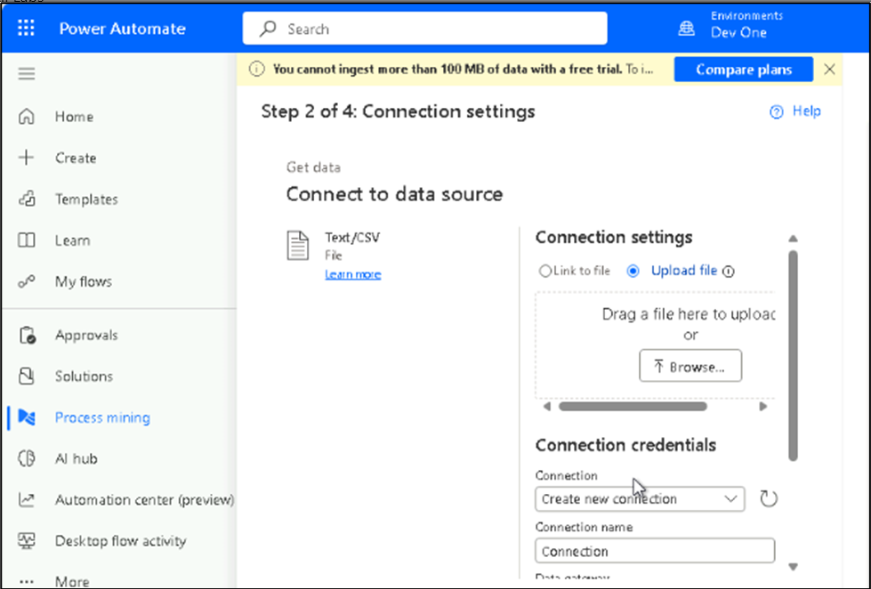 Power Automate
Search
Environments
Dev One
You cannot ingest more than 100 MB of data with a free trial. To i...
Compare plans
Home
Create
Templates
Learn
My flows
Approvals
Solutions
Process mining
AI hub
Automation center (preview)
Desktop flow activity
More
Step 2 of 4: Connection settings
Help
Get data
Connect to data source
Text/CSV
File
Learn more
Connection settings
Link to file
Upload file
Drag a file here to upload
or
Browse...
Connection credentials
Connection
Create new connection
Connection name
Connection
Data gateway